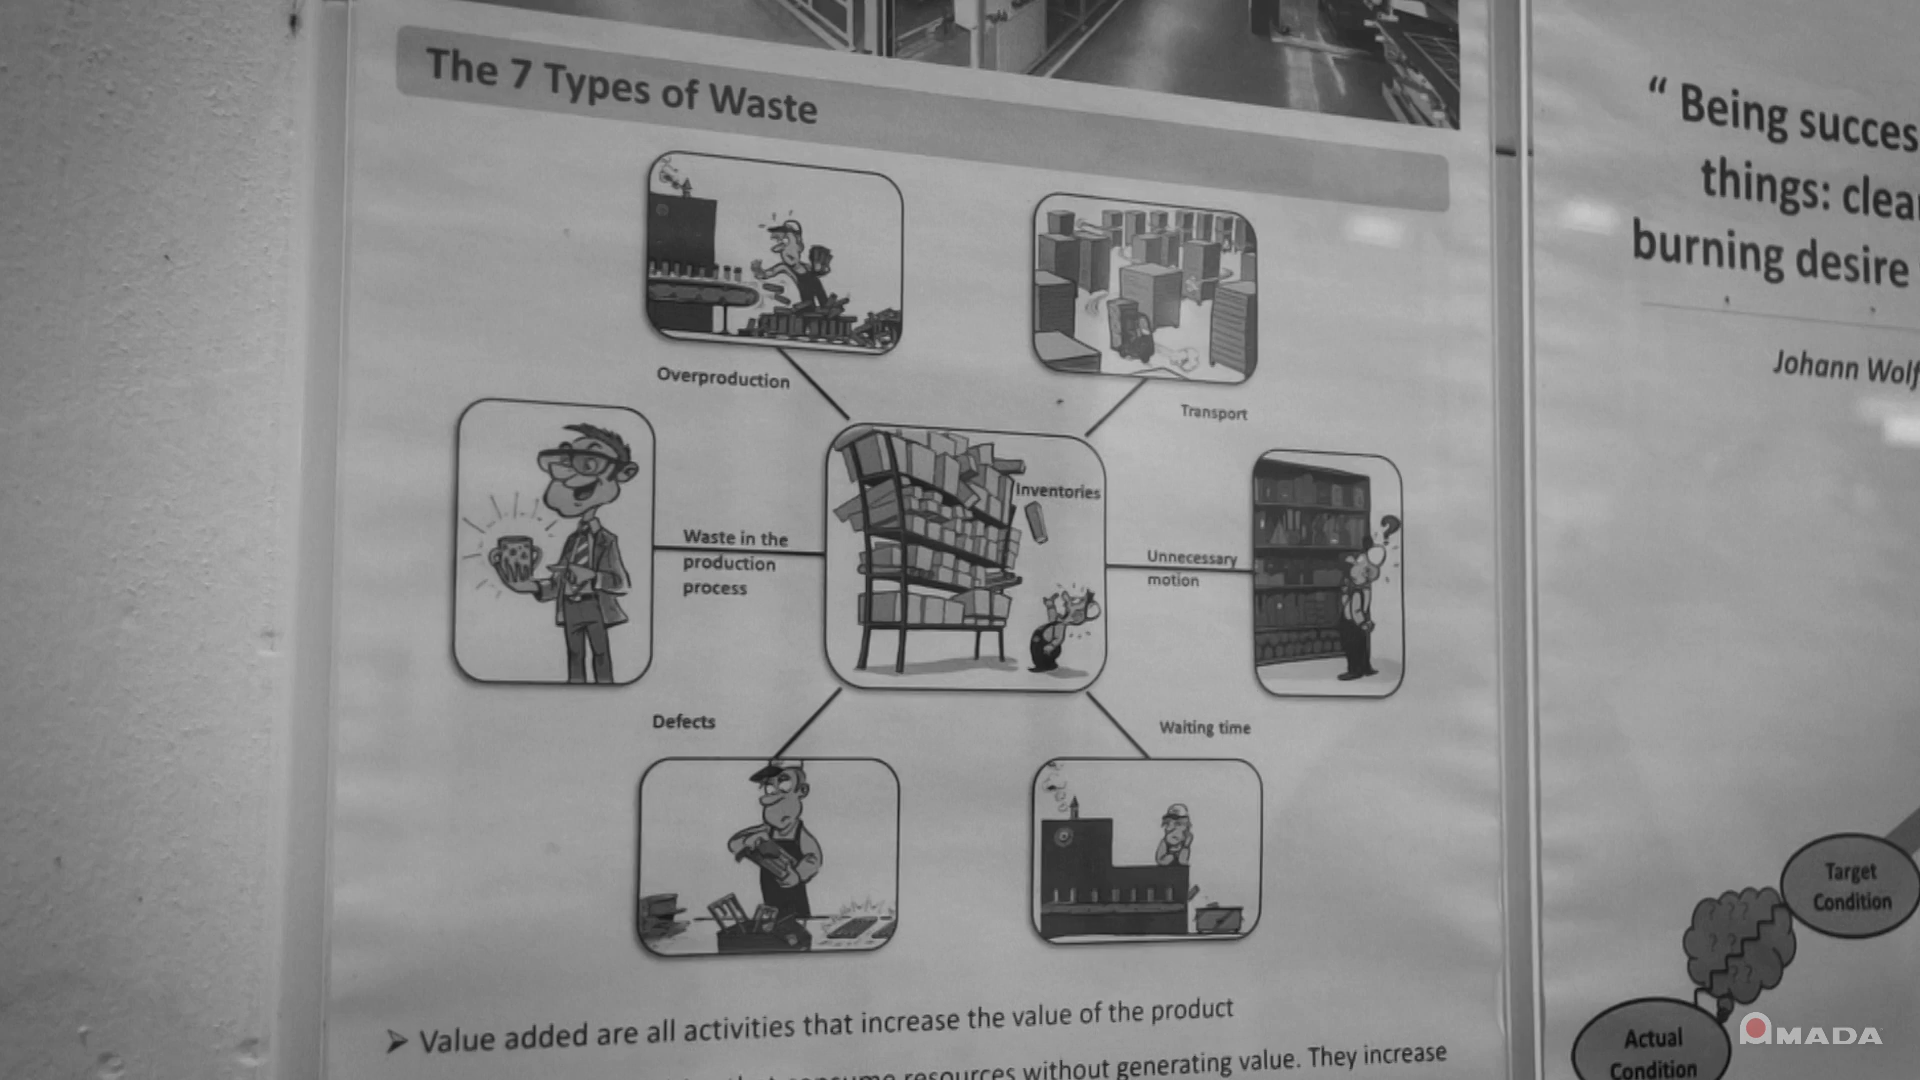 The 7 Types of Waste
Overproduction
Transport
Inventories
Waste in the
production
process
Unnecessary
motion
Defects
Waiting time
➤ Value added are all activities that increase the value of the product
resources without generating value. They increase
“ Being succes
things: clea
burning desire
Johann Wolf
Target
Condition
Actual
Condition
AMADA